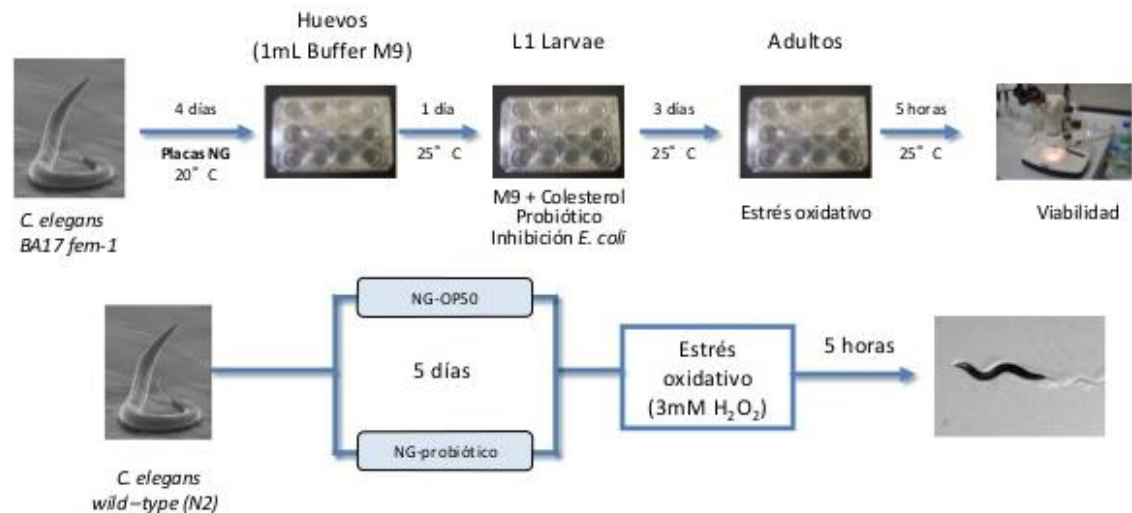 Huevos
(1mL Buffer M9)
L1 Larvae
Adultos
4 días
1 día
3 días
5 horas
Placas NG
20° C
25° C
25° C
25° C
C. elegans
BA17 fem-1
M9 + Colesterol
Probiótico
Inhibición E. coli
Estrés oxidativo
Viabilidad
NG-OP50
5 días
NG-probiótico
Estrés
oxidativo
(3mM H₂O₂)
5 horas
C. elegans
wild–type (N2)